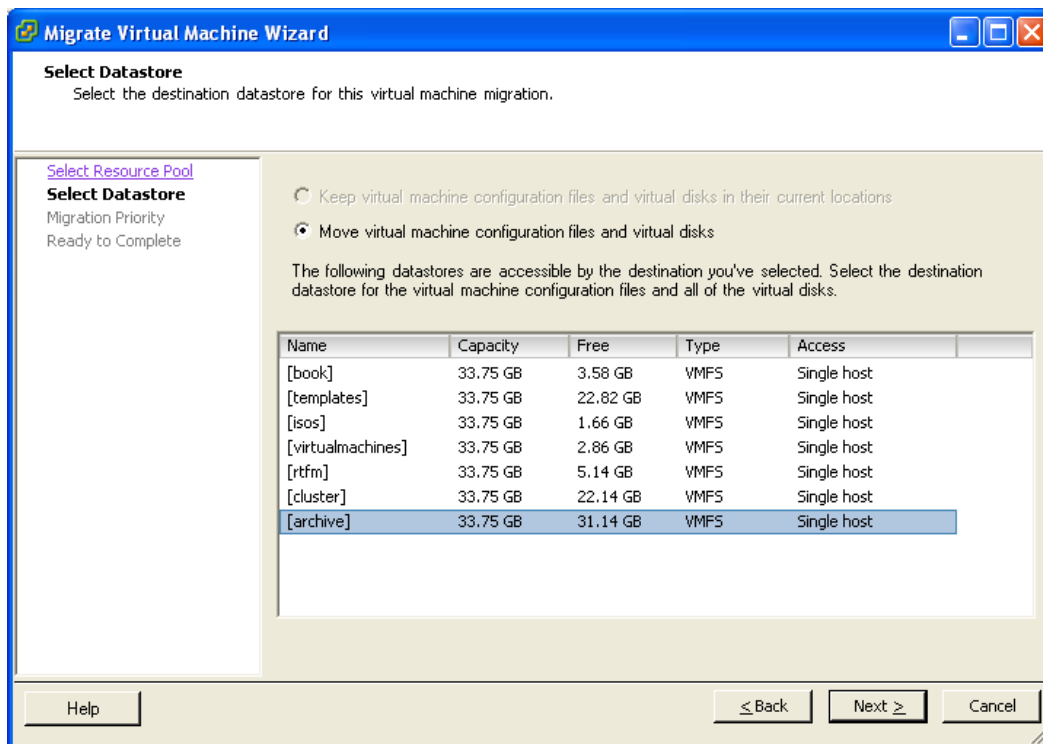 Migrate Virtual Machine Wizard
Select Datastore
Select the destination datastore for this virtual machine migration.
Select Resource Pool
Select Datastore
Migration Priority
Ready to Complete
Keep virtual machine configuration files and virtual disks in their current locations
Move virtual machine configuration files and virtual disks
The following datastores are accessible by the destination you've selected. Select the destination
datastore for the virtual machine configuration files and all of the virtual disks.
Name Capacity Free Type Access
[book] 33.75 GB 3.58 GB VMFS Single host
[templates] 33.75 GB 22.82 GB VMFS Single host
[isos] 33.75 GB 1.66 GB VMFS Single host
[virtualmachines] 33.75 GB 2.86 GB VMFS Single host
[rtfm] 33.75 GB 5.14 GB VMFS Single host
[cluster] 33.75 GB 22.14 GB VMFS Single host
[archive] 33.75 GB 31.14 GB VMFS Single host
Help < Back Next > Cancel